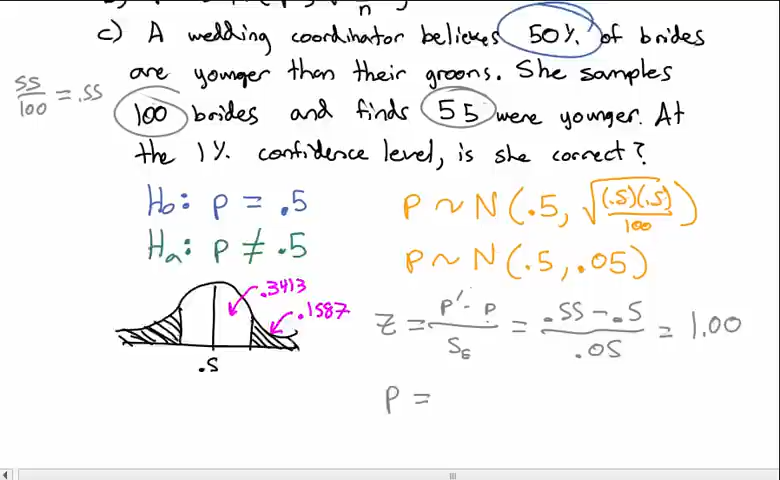 c) A wedding coordinator believes 50% of brides
are younger than their groons. She samples
55/100 = .55
100 brides and finds 55 were younger. At
the 1% confidence level, is she correct?
H₀: p = .5
P ~ N(.5, √((.5)(.5)/100))
Hₐ: p ≠ .5
P ~ N(.5, .05)
.3413
.1587
Z = (p' - p)/S = (.55 - .5)/.05 = 1.00
.5
P =